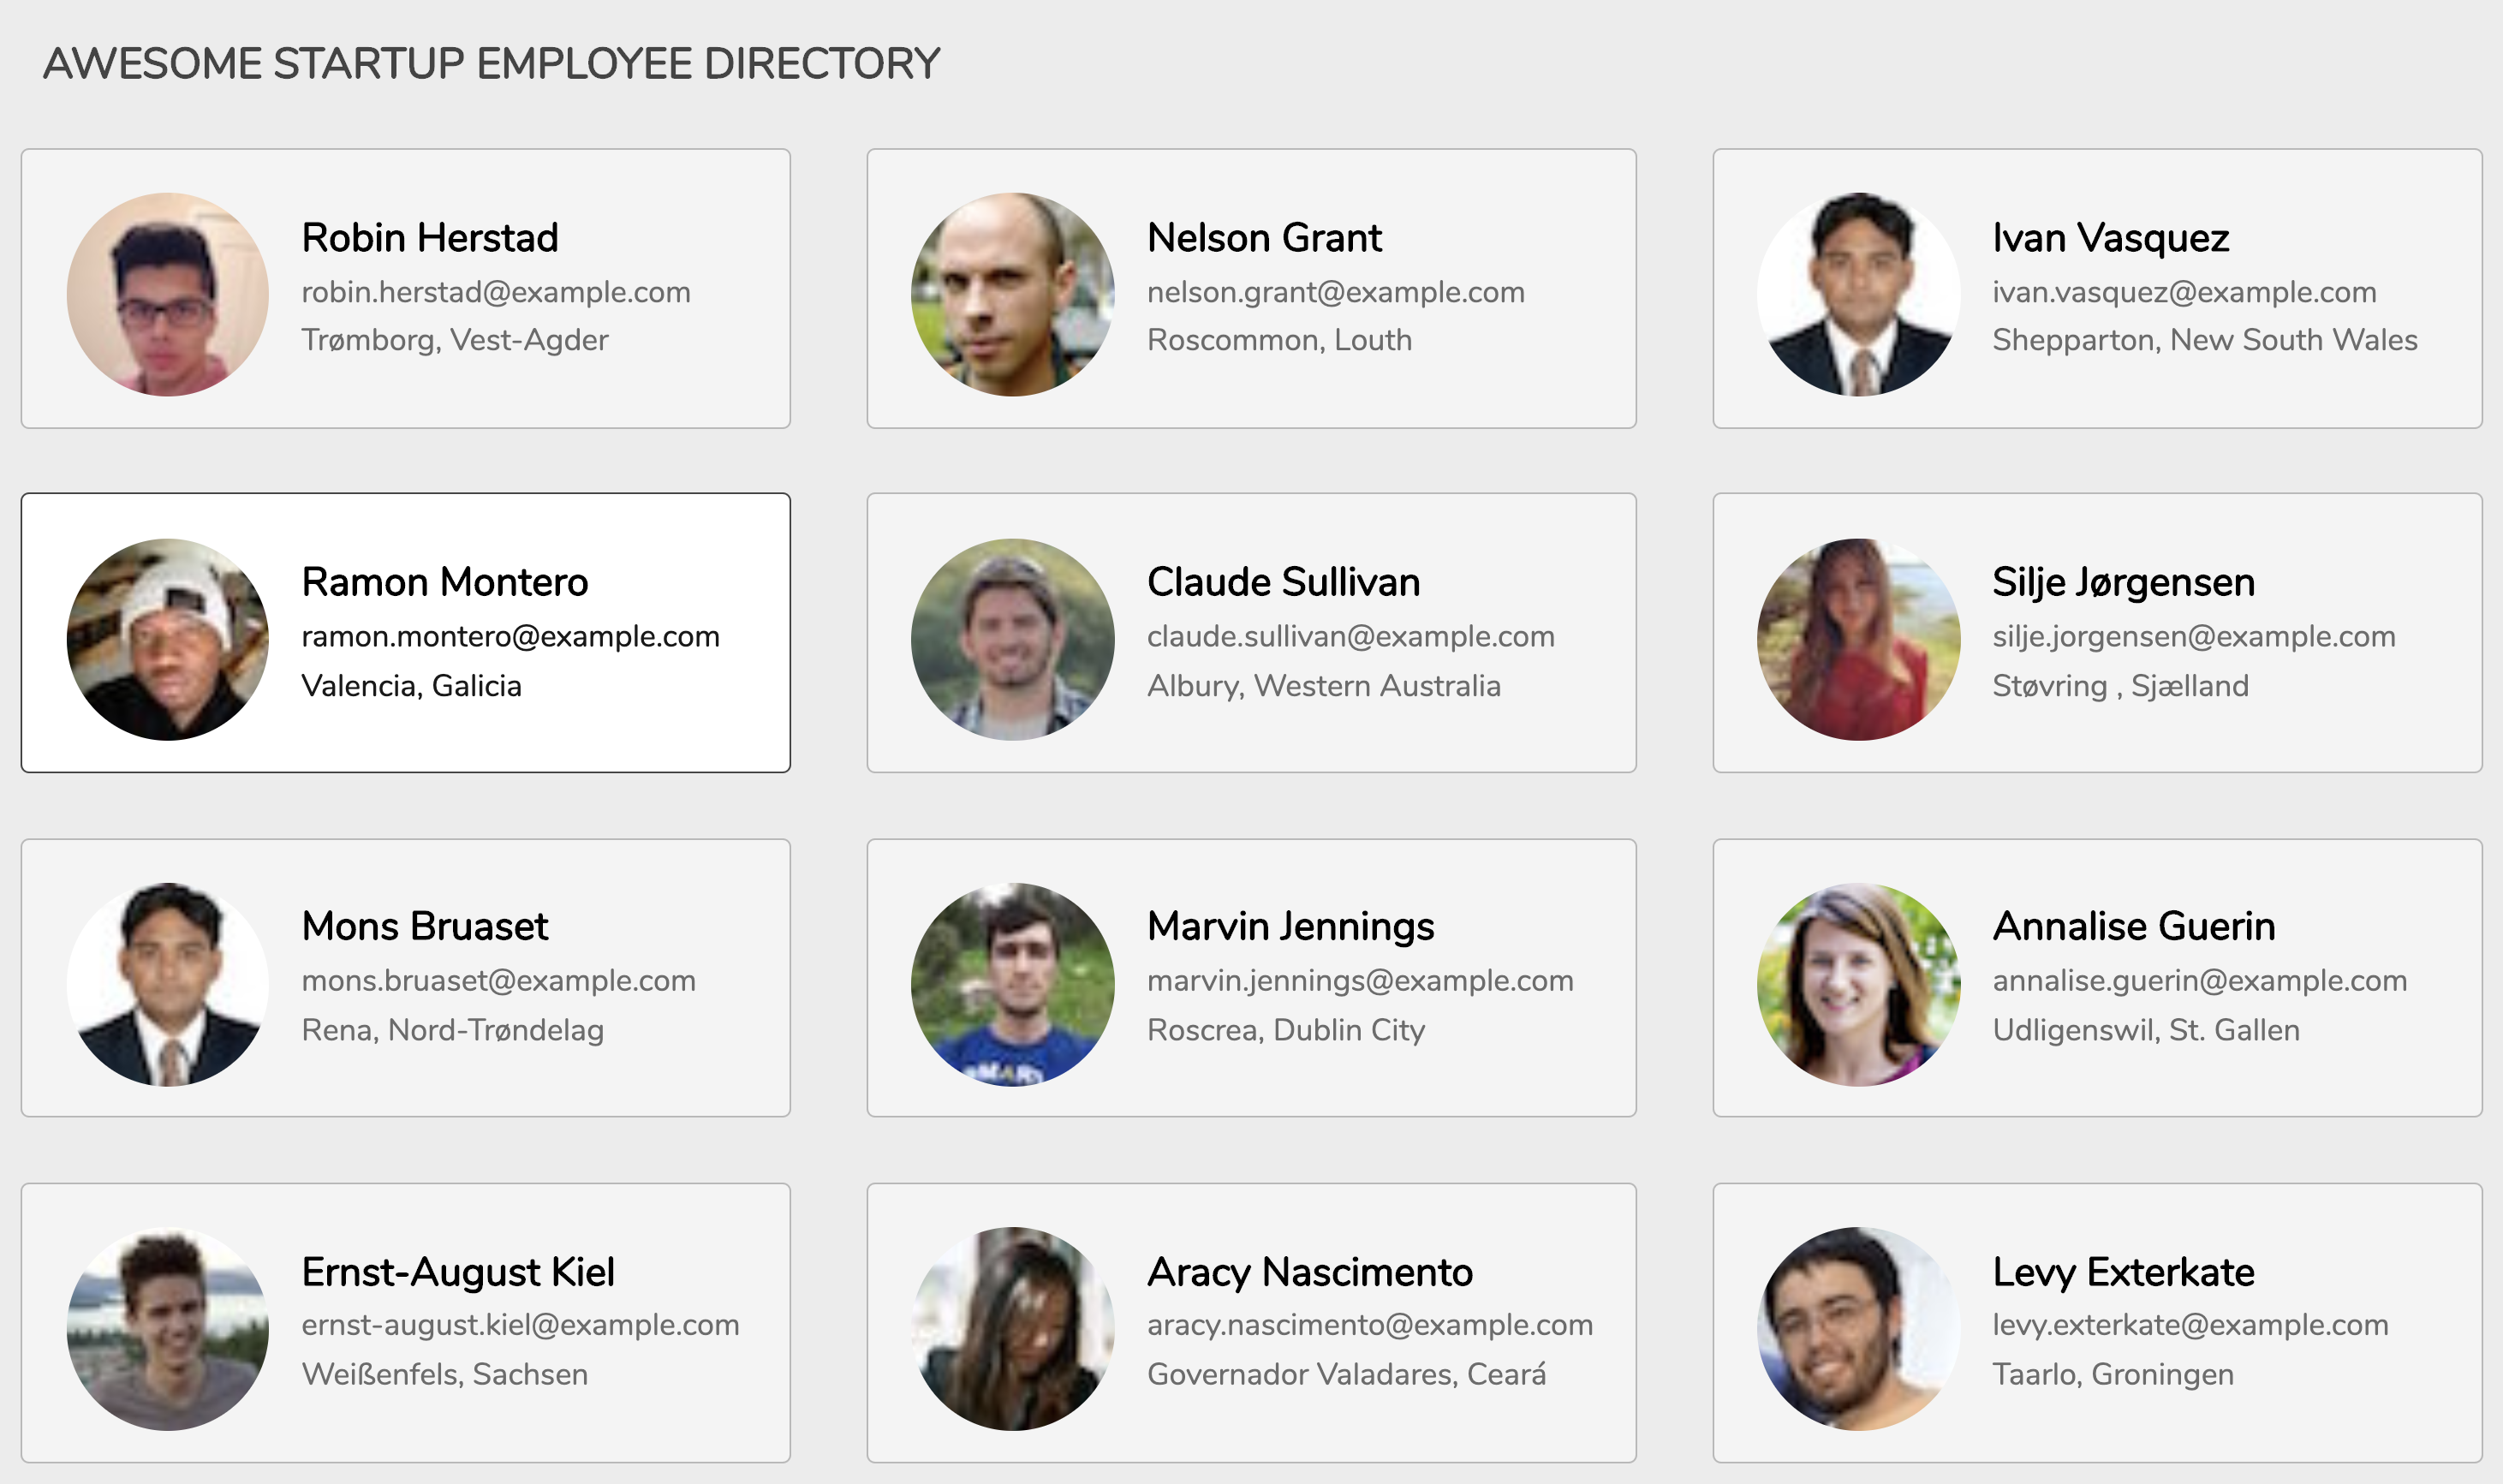 AWESOME STARTUP EMPLOYEE DIRECTORY
Robin Herstad
robin.herstad@example.com
Trømborg, Vest-Agder
Nelson Grant
nelson.grant@example.com
Roscommon, Louth
Ivan Vasquez
ivan.vasquez@example.com
Shepparton, New South Wales
Ramon Montero
ramon.montero@example.com
Valencia, Galicia
Claude Sullivan
claude.sullivan@example.com
Albury, Western Australia
Silje Jørgensen
silje.jorgensen@example.com
Støvring , Sjælland
Mons Bruaset
mons.bruaset@example.com
Rena, Nord-Trøndelag
Marvin Jennings
marvin.jennings@example.com
Roscrea, Dublin City
Annalise Guerin
annalise.guerin@example.com
Udligenswil, St. Gallen
Ernst-August Kiel
ernst-august.kiel@example.com
Weißenfels, Sachsen
Aracy Nascimento
aracy.nascimento@example.com
Governador Valadares, Ceará
Levy Exterkate
levy.exterkate@example.com
Taarlo, Groningen